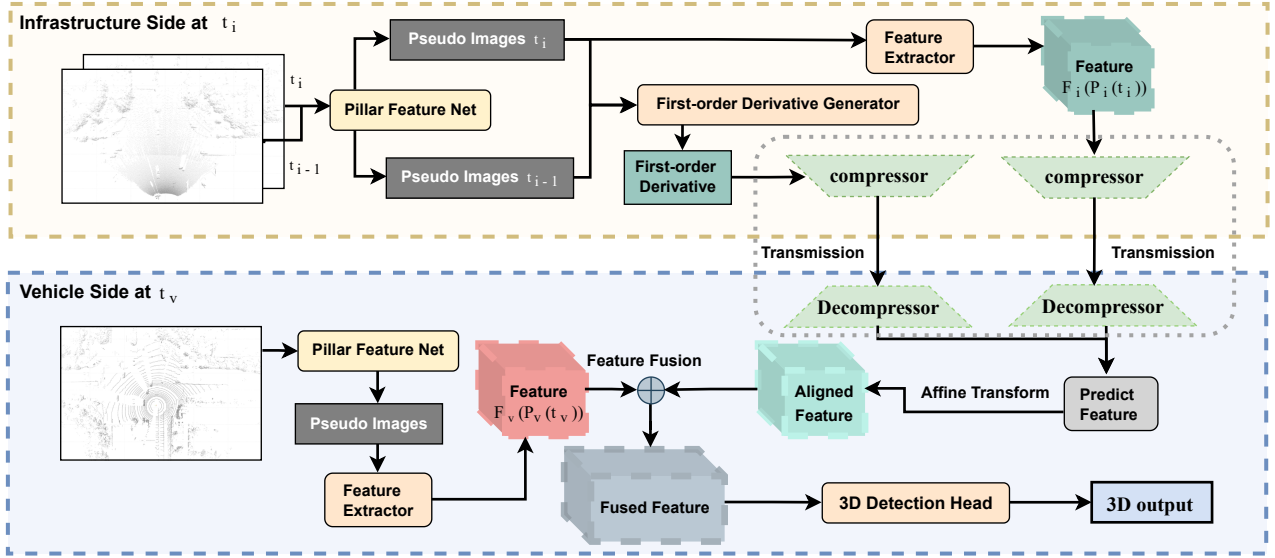 Infrastructure Side at t i
t i
t i - 1
Pillar Feature Net
Pseudo Images t i
Pseudo Images t i - 1
First-order Derivative Generator
First-order
Derivative
Feature
Extractor
Feature
F i (P i (t i))
compressor
compressor
Transmission
Transmission
Vehicle Side at t v
Decompressor
Decompressor
Pillar Feature Net
Pseudo Images
Feature
Extractor
Feature
F v (P v (t v))
Feature Fusion
Aligned
Feature
Affine Transform
Predict
Feature
Fused Feature
3D Detection Head
3D output